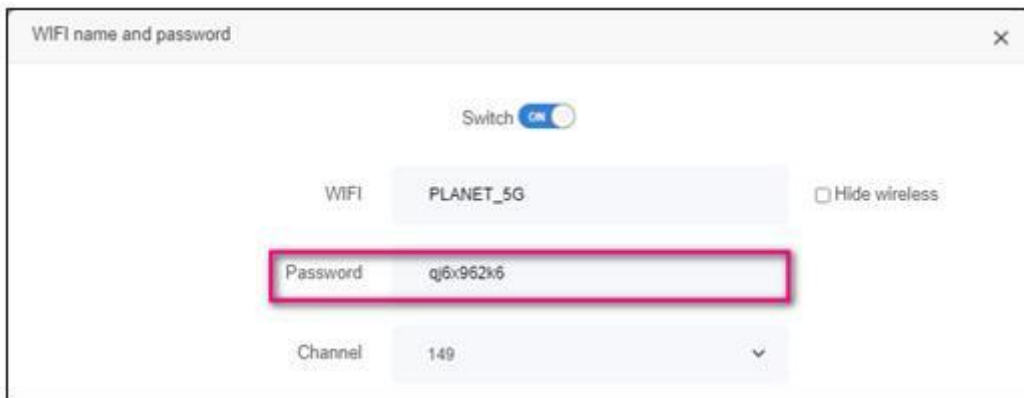 WIFI name and password
Switch ON
WIFI PLANET_5G Hide wireless
Password qj6x962k6
Channel 149